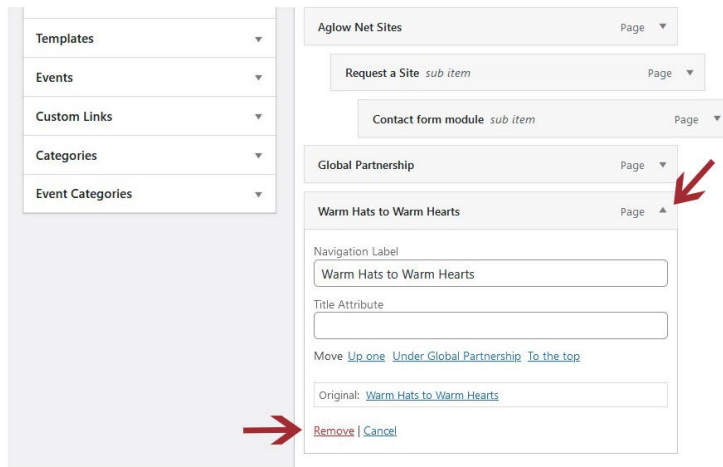 Templates
Events
Custom Links
Categories
Event Categories
Aglow Net Sites Page
Request a Site sub item Page
Contact form module sub item Page
Global Partnership Page
Warm Hats to Warm Hearts Page
Navigation Label
Warm Hats to Warm Hearts
Title Attribute
Move Up one Under Global Partnership To the top
Original: Warm Hats to Warm Hearts
Remove | Cancel